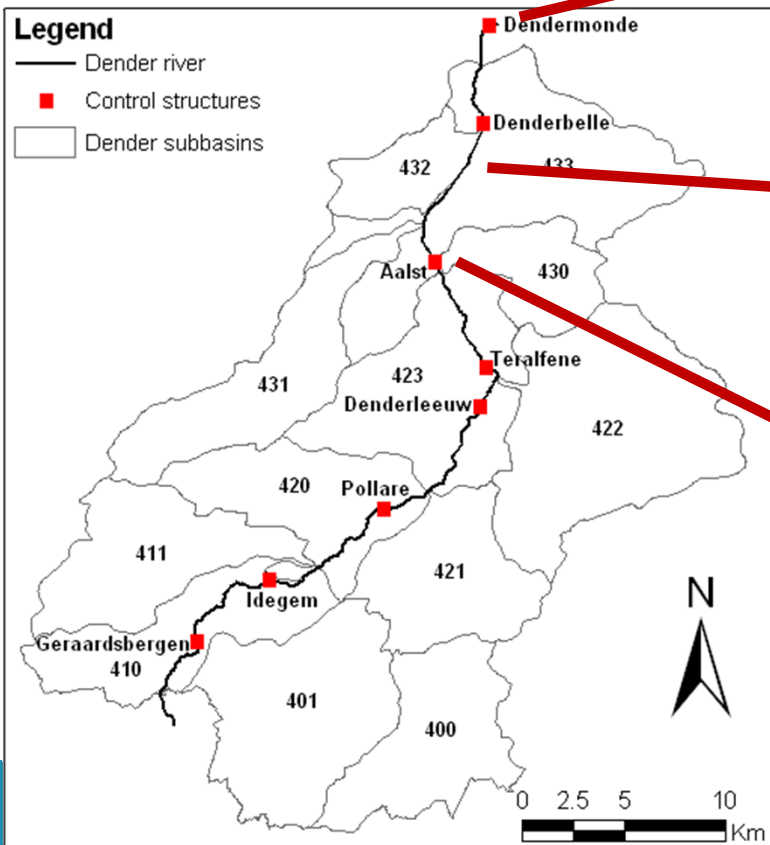 Legend
Dender river
Control structures
Dender subbasins
Dendermonde
Denderbelle
432
433
Aalst
430
Teralfene
423
431
Denderleeuw
422
420
Pollare
411
421
Idegem
N
Geraardsbergen
410
401
400
0 2.5 5 10
Km